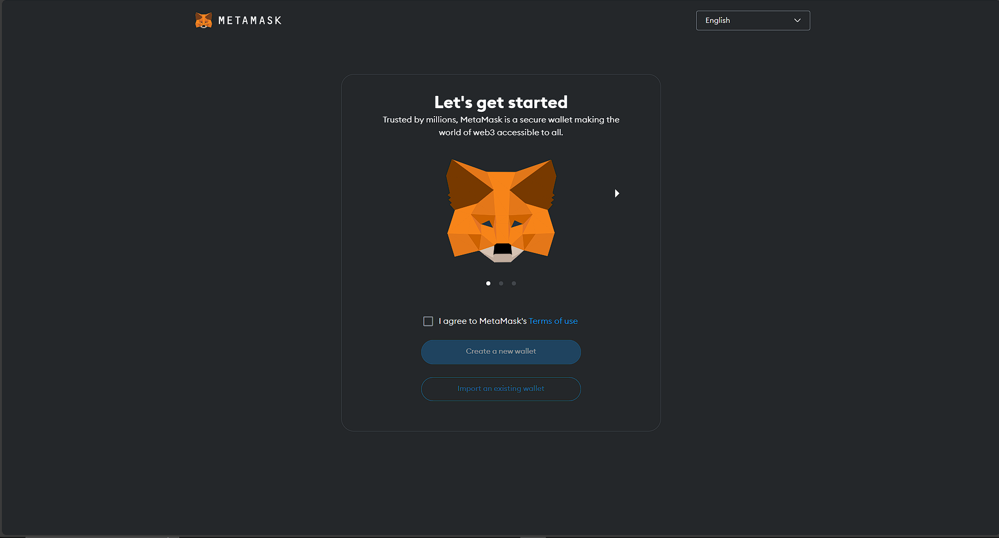 METAMASK
English
Let's get started
Trusted by millions, MetaMask is a secure wallet making the
world of web3 accessible to all.
I agree to MetaMask's Terms of use
Create a new wallet
Import an existing wallet